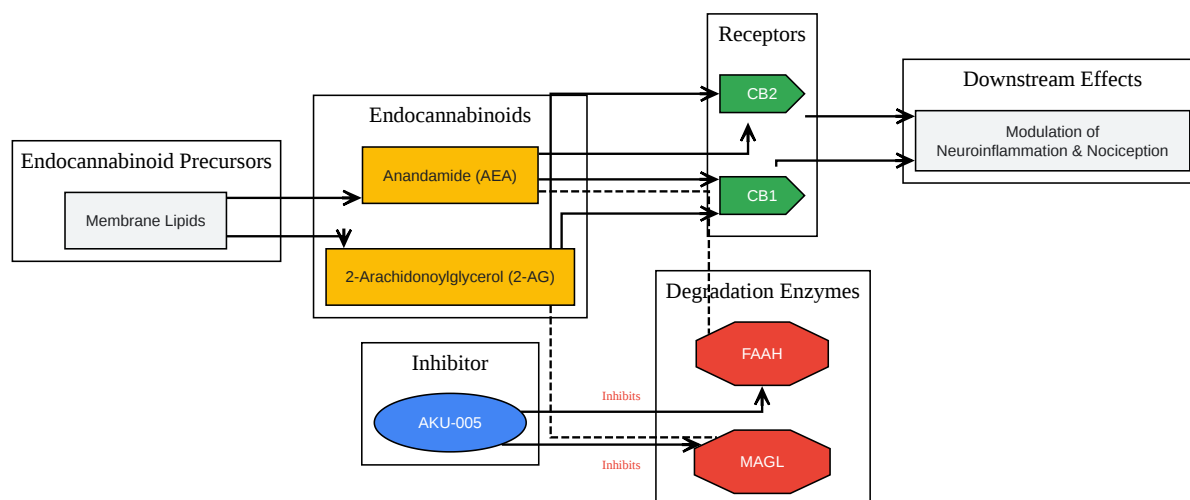 Receptors
CB2
CB1
Downstream Effects
Modulation of
Neuroinflammation & Nociception
Endocannabinoids
Anandamide (AEA)
2-Arachidonoylglycerol (2-AG)
Endocannabinoid Precursors
Membrane Lipids
Degradation Enzymes
FAAH
MAGL
Inhibitor
AKU-005
Inhibits
Inhibits